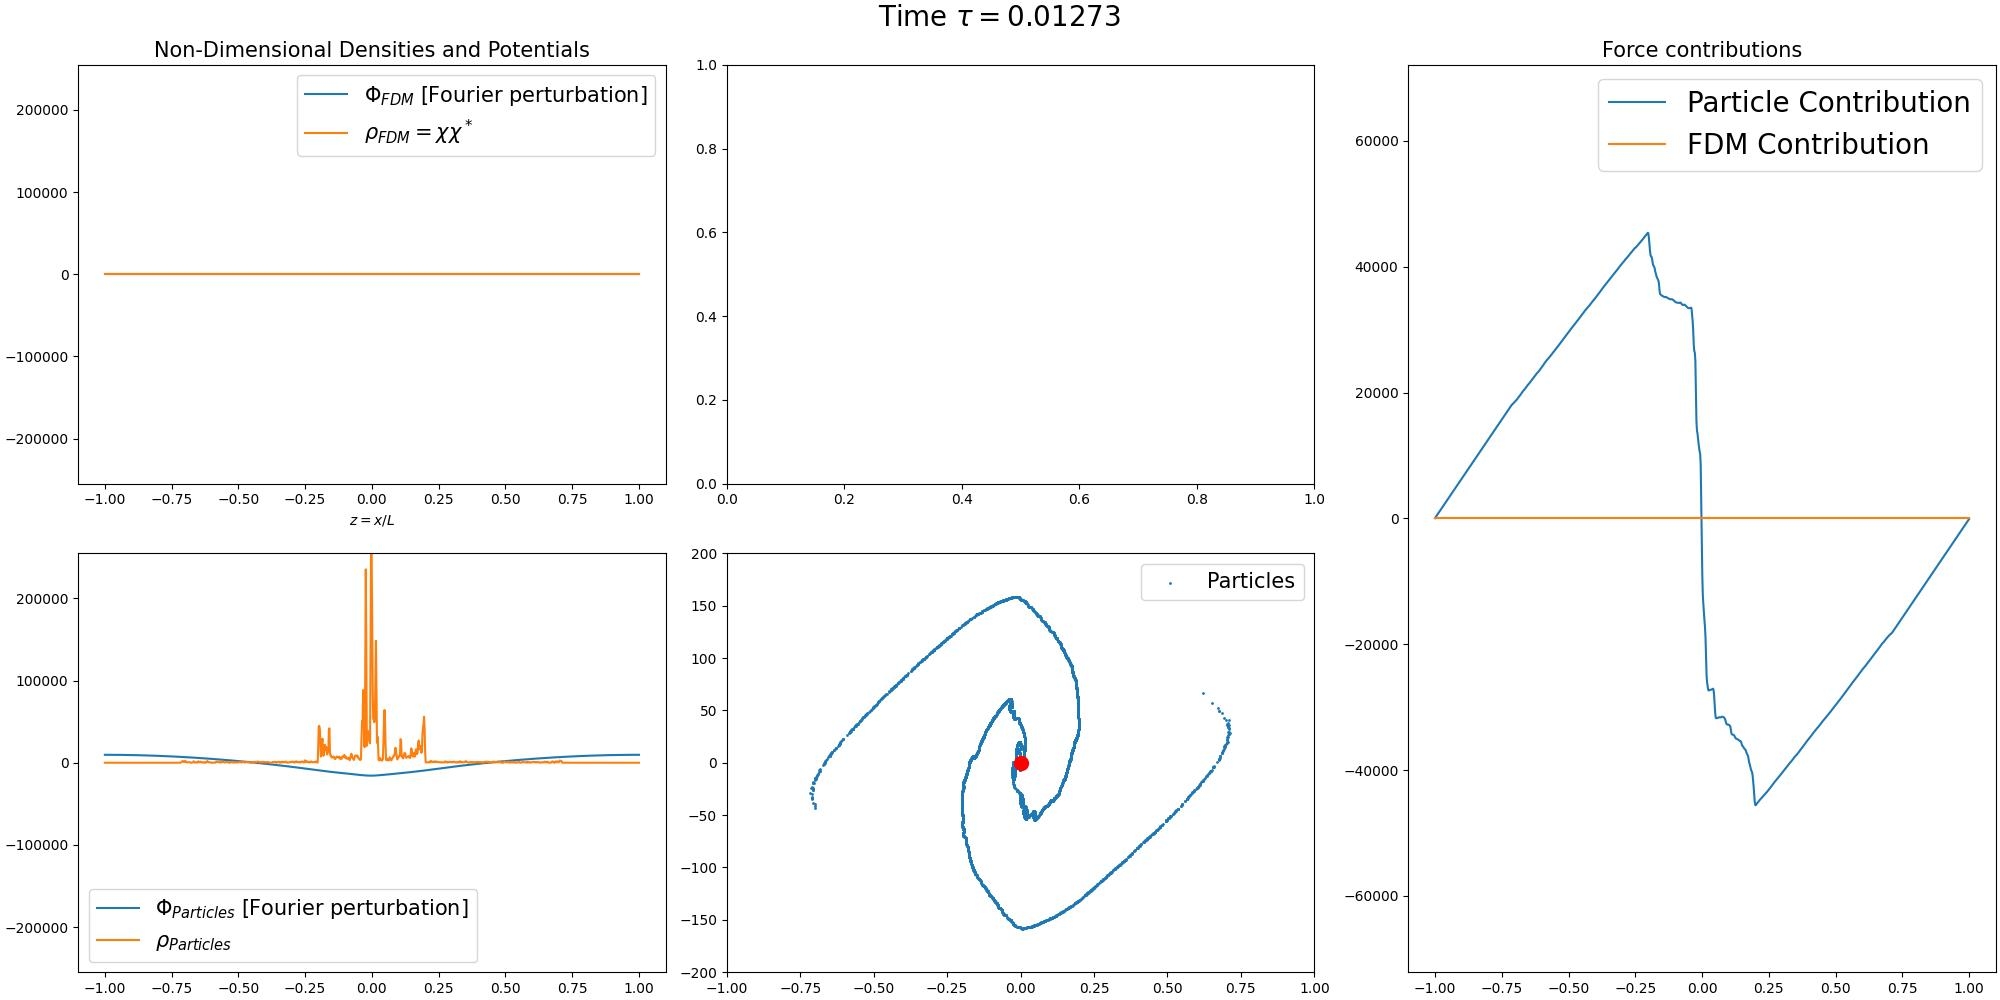 Time τ = 0.01273
Non-Dimensional Densities and Potentials
Φ_FDM [Fourier perturbation]
ρ_FDM = χχ*
200000
100000
0
−100000
−200000
−1.00 −0.75 −0.50 −0.25 0.00 0.25 0.50 0.75 1.00
z = x/L
1.0
0.8
0.6
0.4
0.2
0.0
0.0 0.2 0.4 0.6 0.8 1.0
Force contributions
Particle Contribution
FDM Contribution
60000
40000
20000
0
−20000
−40000
−60000
−1.00 −0.75 −0.50 −0.25 0.00 0.25 0.50 0.75 1.00
200000
100000
0
−100000
−200000
Φ_Particles [Fourier perturbation]
ρ_Particles
−1.00 −0.75 −0.50 −0.25 0.00 0.25 0.50 0.75 1.00
Particles
200
150
100
50
0
−50
−100
−150
−200
−1.00 −0.75 −0.50 −0.25 0.00 0.25 0.50 0.75 1.00